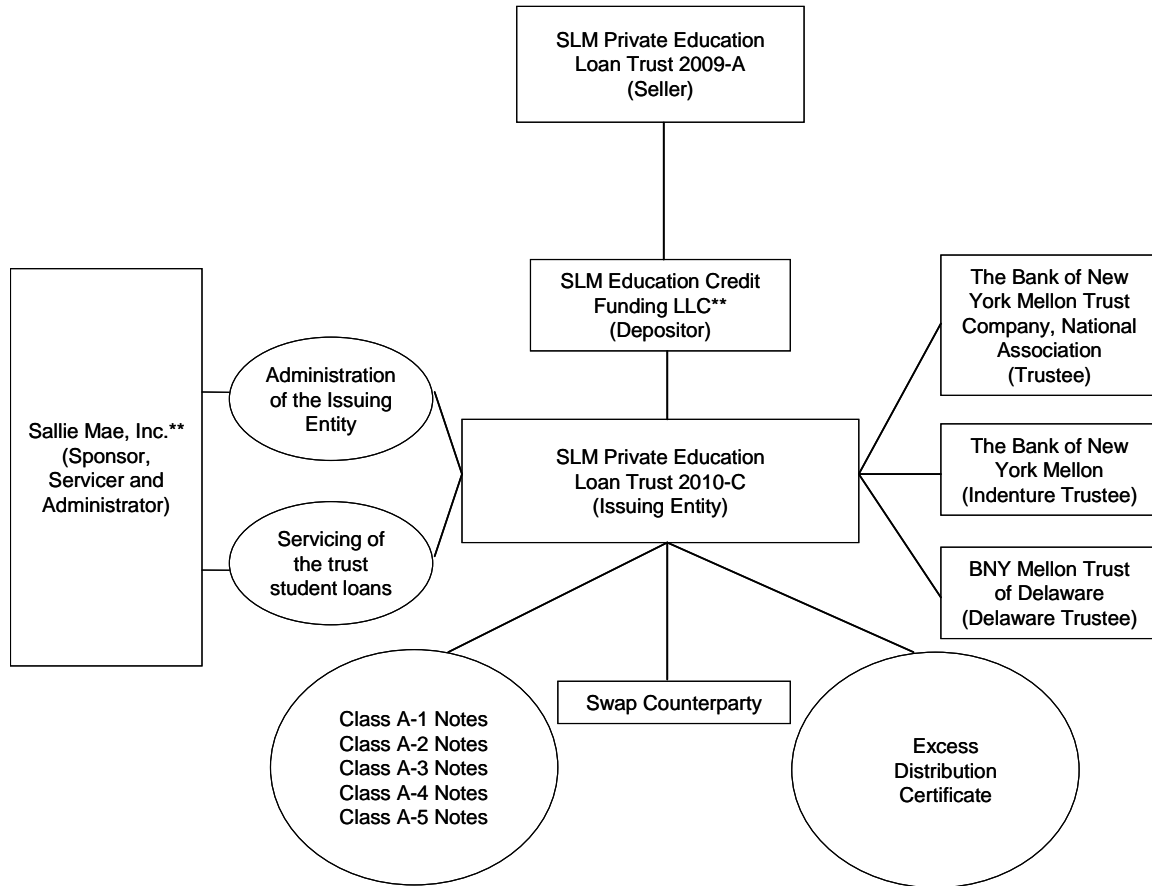 SLM Private Education
Loan Trust 2009-A
(Seller)
SLM Education Credit
Funding LLC**
(Depositor)
The Bank of New
York Mellon Trust
Company, National
Association
(Trustee)
Administration
of the Issuing
Entity
Sallie Mae, Inc.**
(Sponsor,
Servicer and
Administrator)
SLM Private Education
Loan Trust 2010-C
(Issuing Entity)
The Bank of New
York Mellon
(Indenture Trustee)
Servicing of
the trust
student loans
BNY Mellon Trust
of Delaware
(Delaware Trustee)
Class A-1 Notes
Class A-2 Notes
Class A-3 Notes
Class A-4 Notes
Class A-5 Notes
Swap Counterparty
Excess
Distribution
Certificate